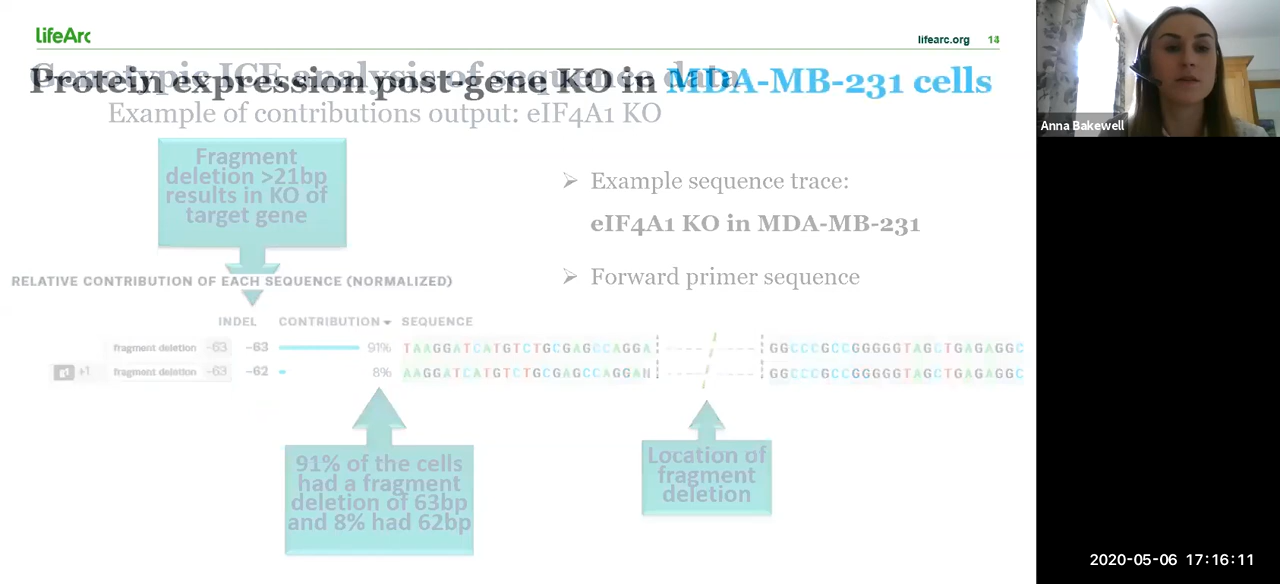 lifeArc
lifearc.org
Genotypic ICE analysis of sequence data
Protein expression post-gene KO in MDA-MB-231 cells
Example of contributions output: eIF4A1 KO
Fragment
deletion >21bp
results in KO of
target gene
➢ Example sequence trace:
eIF4A1 KO in MDA-MB-231
➢ Forward primer sequence
RELATIVE CONTRIBUTION OF EACH SEQUENCE (NORMALIZED)
INDEL CONTRIBUTION SEQUENCE
fragment deletion -63 -63 91% TAAGGATCATGTCTGCGAGCCAGGA GGCCCGCCGGGGGTAGCTGAGAGGC
+1 fragment deletion -63 -62 8% AAGGATCATGTCTGCGAGCCAGGAN GGCCCGCCGGGGGTAGCTGAGAGGC
91% of the cells
had a fragment
deletion of 63bp
and 8% had 62bp
Location of
fragment
deletion
Anna Bakewell
2020-05-06 17:16:11